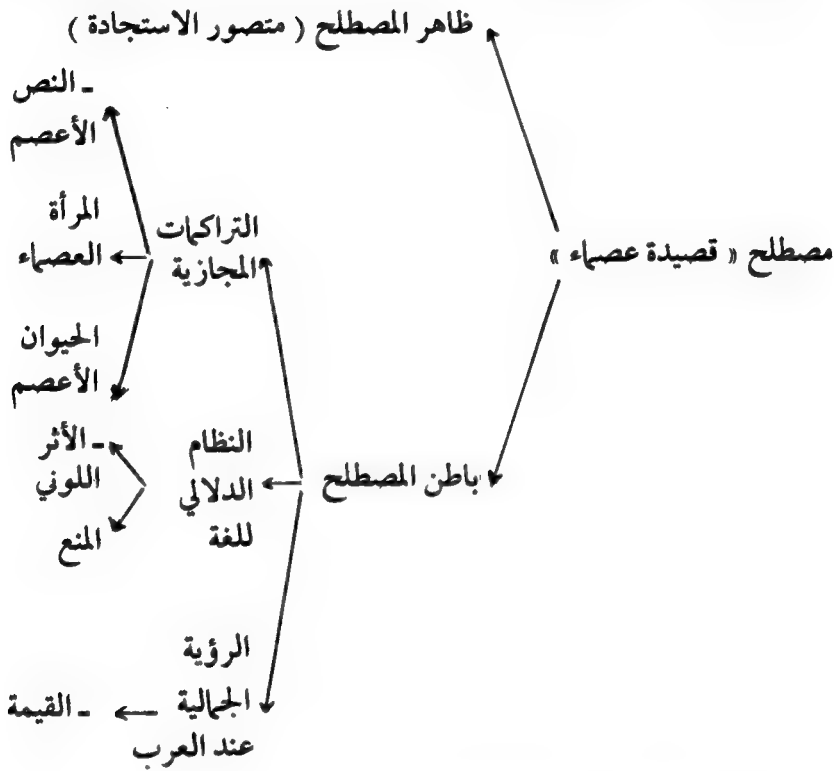 ظاهر المصطلح ( متصور الاستجادة )
ـ النص
الأعصم
المرأة
العصماء
الحيوان
الأعصم
التراكمات
المجازية
مصطلح « قصيدة عصماء »
باطن المصطلح
النظام
الدلالي
للغة
ـ الأثر
اللوني
المنع
الرؤية
الجمالية
عند العرب
ـ القيمة